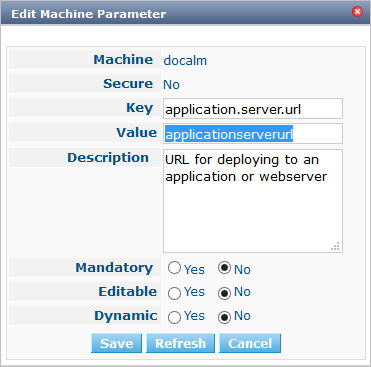 Edit Machine Parameter
Machine docalm
Secure No
Key application.server.url
Value applicationserverurl
Description URL for deploying to an
application or webserver
Mandatory Yes No
Editable Yes No
Dynamic Yes No
Save Refresh Cancel